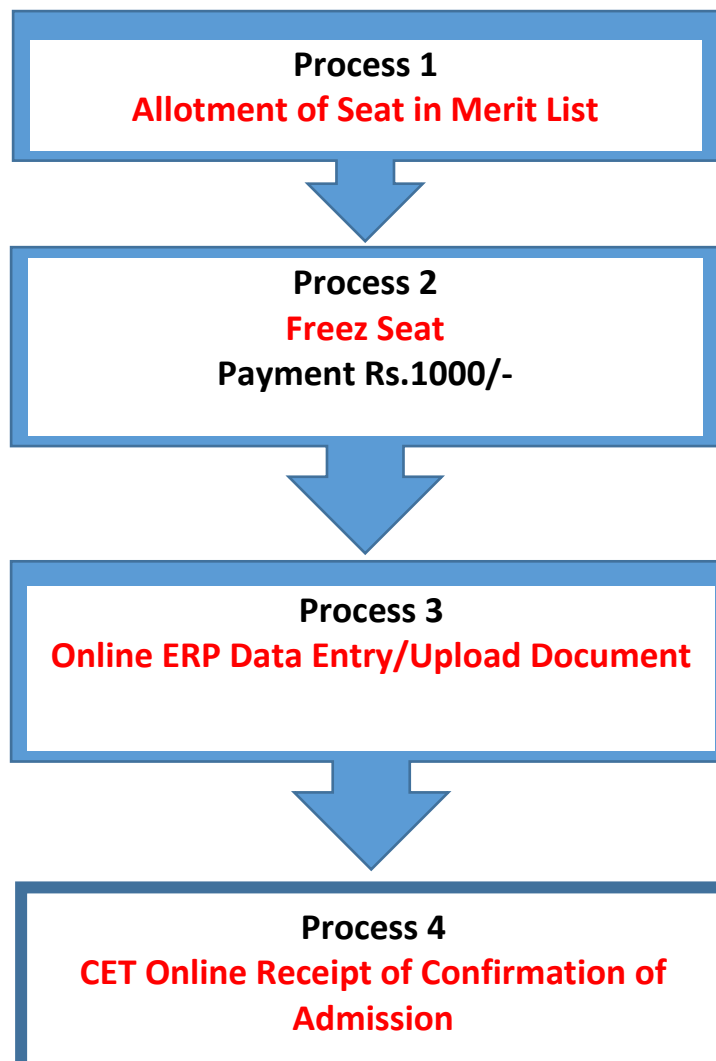 Process 1
Allotment of Seat in Merit List
Process 2
Freez Seat
Payment Rs.1000/-
Process 3
Online ERP Data Entry/Upload Document
Process 4
CET Online Receipt of Confirmation of
Admission